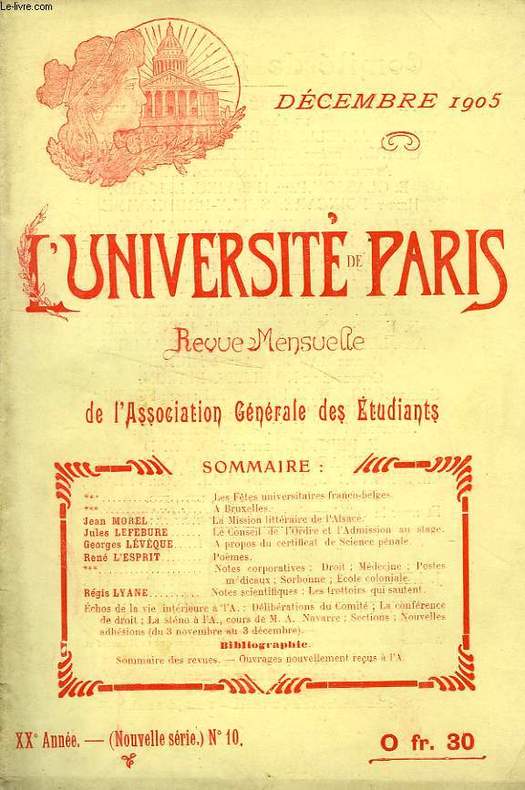 Le-livre.com
DÉCEMBRE 1905
L'UNIVERSITÉ DE PARIS
Revue Mensuelle
de l'Association Générale des Étudiants
SOMMAIRE :
*** . . . . . . . . . . Les Fêtes universitaires franco-belges.
*** . . . . . . . . . . A Bruxelles.
Jean MOREL . . . . . . La Mission littéraire de l'Alsace.
Jules LEFEBURE . . . . Le Conseil de l'Ordre et l'Admission au stage.
Georges LÉVÊQUE . . . . A propos du certificat de Science pénale.
René L'ESPRIT . . . . . Poèmes.
*** . . . . . . . . . . Notes corporatives : Droit ; Médecine ; Postes
médicaux ; Sorbonne ; Ecole coloniale.
Régis LYANE . . . . . . Notes scientifiques : Les trottoirs qui sautent.
Échos de la vie intérieure à l'A. : Délibérations du Comité ; La conférence
de droit ; La sténo à l'A., cours de M. A. Navarre ; Sections ; Nouvelles
adhésions (du 3 novembre au 3 décembre).
Bibliographie.
Sommaire des revues. — Ouvrages nouvellement reçus à l'A.
XXe Année. — (Nouvelle série.) N° 10.
0 fr. 30